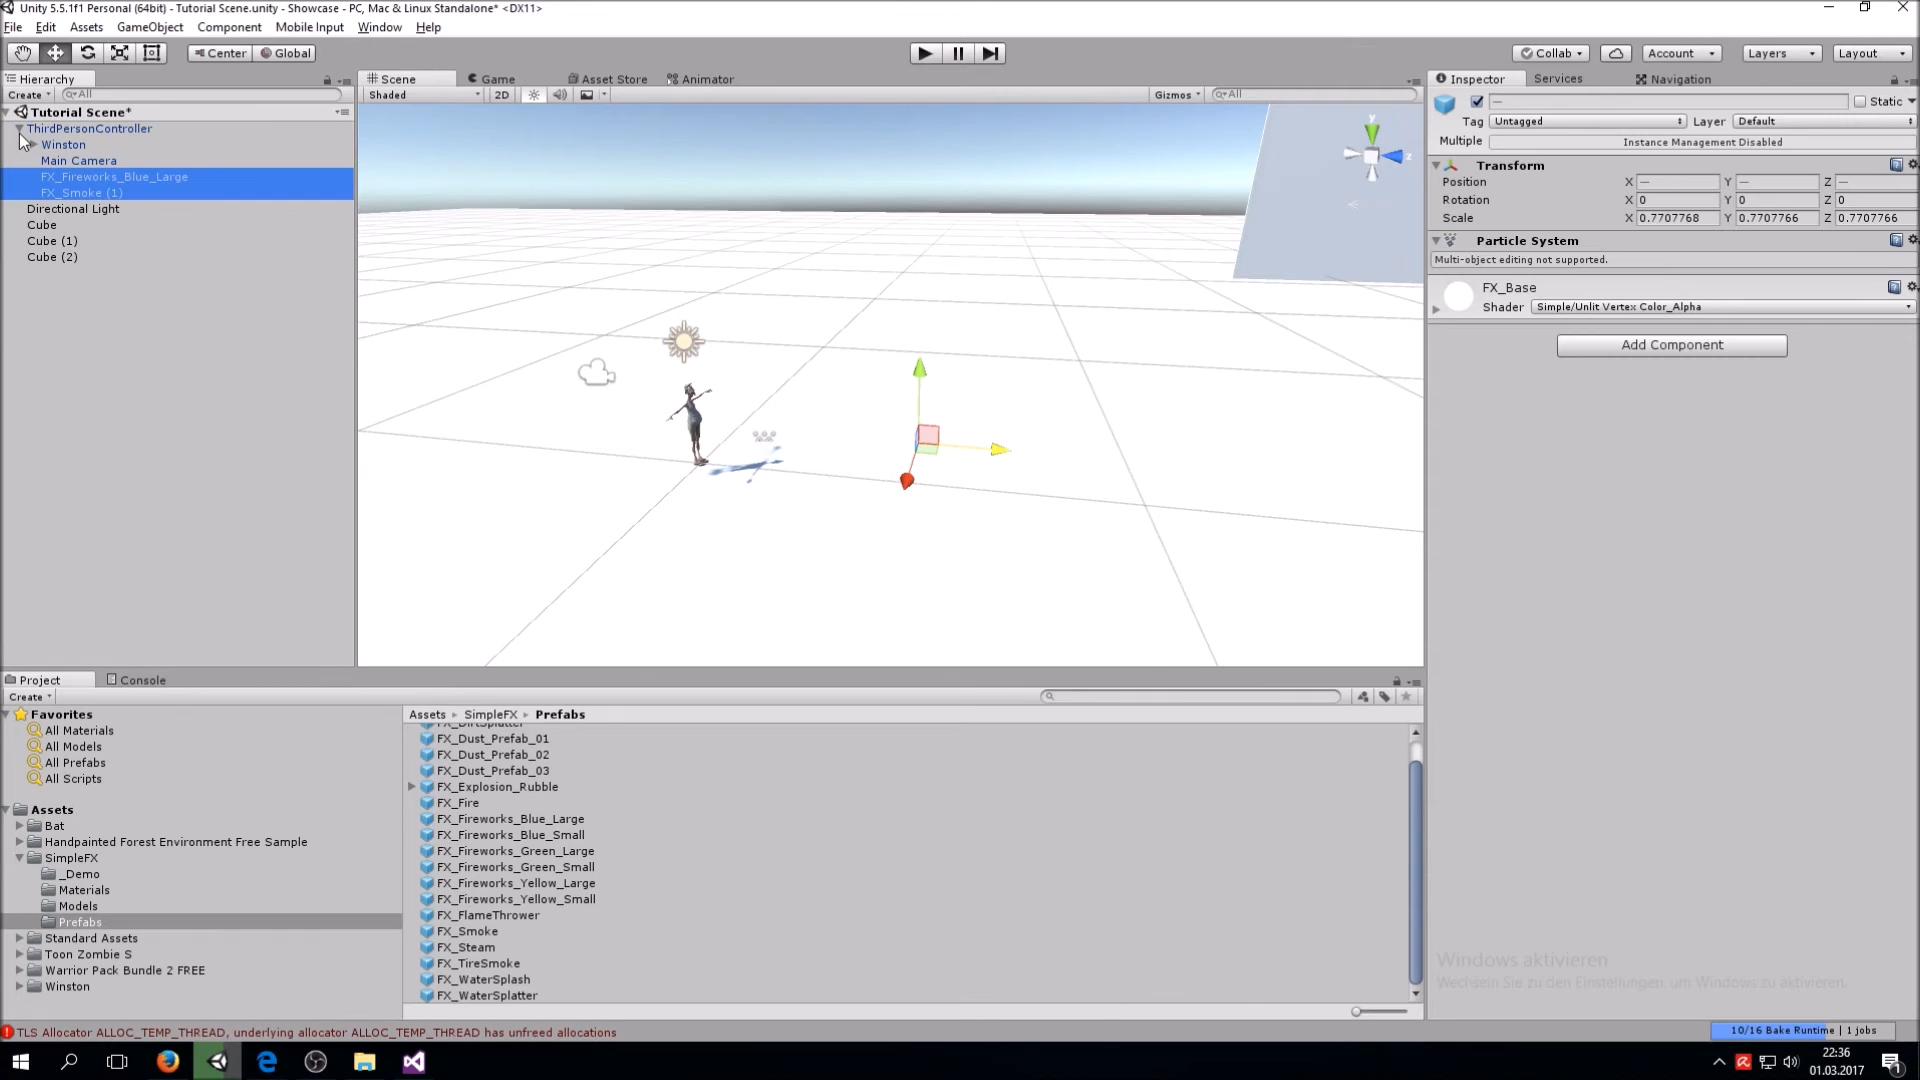 Unity 5.5.1f1 Personal (64bit) - Tutorial Scene.unity - Showcase - PC, Mac & Linux Standalone* <DX11>
File Edit Assets GameObject Component Mobile Input Window Help
Center Global Collab Account Layers Layout
Hierarchy Scene Game Asset Store Animator Inspector Services Navigation
Create All Shaded 2D Gizmos All
— Static
Tutorial Scene*
Tag Untagged Layer Default
ThirdPersonController
Multiple Instance Management Disabled
Winston
Main Camera
Transform
FX_Fireworks_Blue_Large
Position X — Y — Z —
FX_Smoke (1)
Rotation X 0 Y 0 Z 0
Directional Light
Scale X 0.7707768 Y 0.7707766 Z 0.7707766
Cube
Cube (1)
Particle System
Cube (2)
Multi-object editing not supported.
FX_Base
Shader Simple/Unlit Vertex Color_Alpha
Add Component
y
z
Project Console
Create
Favorites
All Materials
All Models
All Prefabs
All Scripts
Assets
Bat
Handpainted Forest Environment Free Sample
SimpleFX
_Demo
Materials
Models
Prefabs
Standard Assets
Toon Zombie S
Warrior Pack Bundle 2 FREE
Winston
Assets SimpleFX Prefabs
FX_DirtSplatter
FX_Dust_Prefab_01
FX_Dust_Prefab_02
FX_Dust_Prefab_03
FX_Explosion_Rubble
FX_Fire
FX_Fireworks_Blue_Large
FX_Fireworks_Blue_Small
FX_Fireworks_Green_Large
FX_Fireworks_Green_Small
FX_Fireworks_Yellow_Large
FX_Fireworks_Yellow_Small
FX_FlameThrower
FX_Smoke
FX_Steam
FX_TireSmoke
FX_WaterSplash
FX_WaterSplatter
Windows aktivieren
Wechseln Sie zu den Einstellungen, um Windows zu aktivieren.
TLS Allocator ALLOC_TEMP_THREAD, underlying allocator ALLOC_TEMP_THREAD has unfreed allocations
10/16 Bake Runtime | 1 jobs
22:36
01.03.2017
1